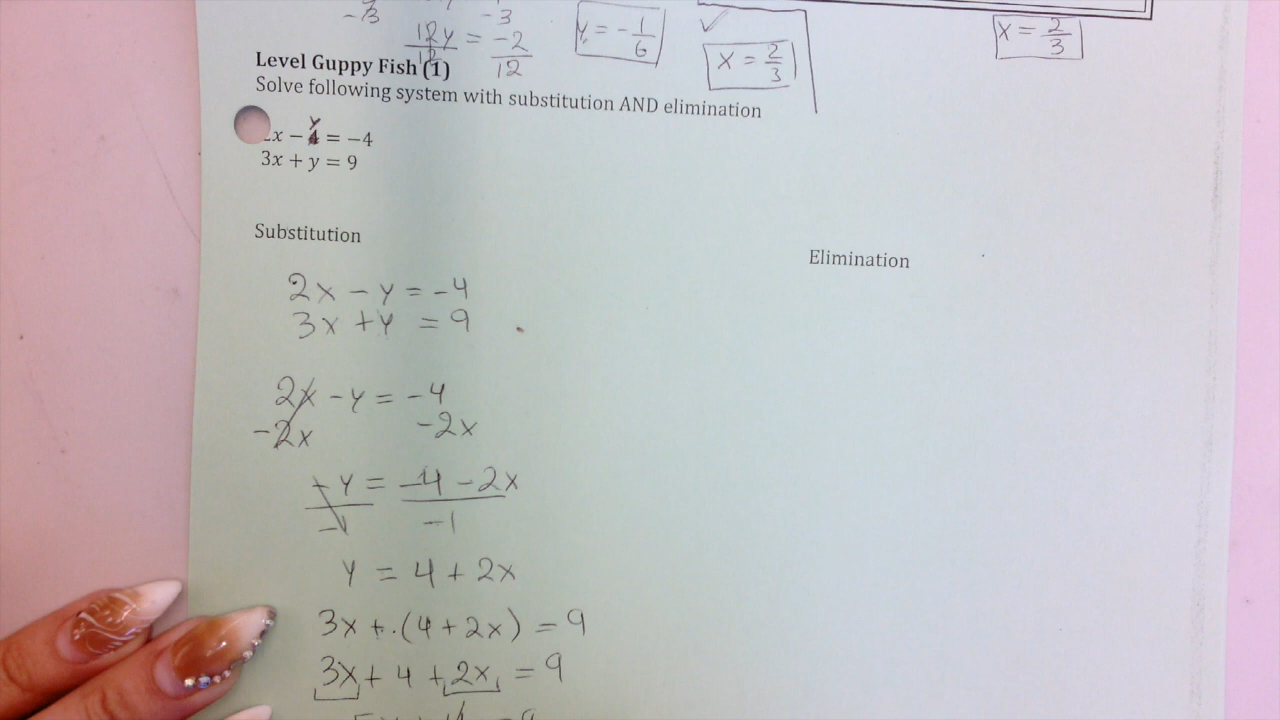 -3 -3
12y = -2
12 12
y = -1/6
✓
x = 2/3
x = 2/3
Level Guppy Fish (1)
Solve following system with substitution AND elimination
x − y = −4
3x + y = 9
Substitution
Elimination
2x - y = -4
3x + y = 9
2x - y = -4
-2x -2x
-y = -4 - 2x
-1 -1
y = 4 + 2x
3x + · (4 + 2x) = 9
3x + 4 + 2x = 9